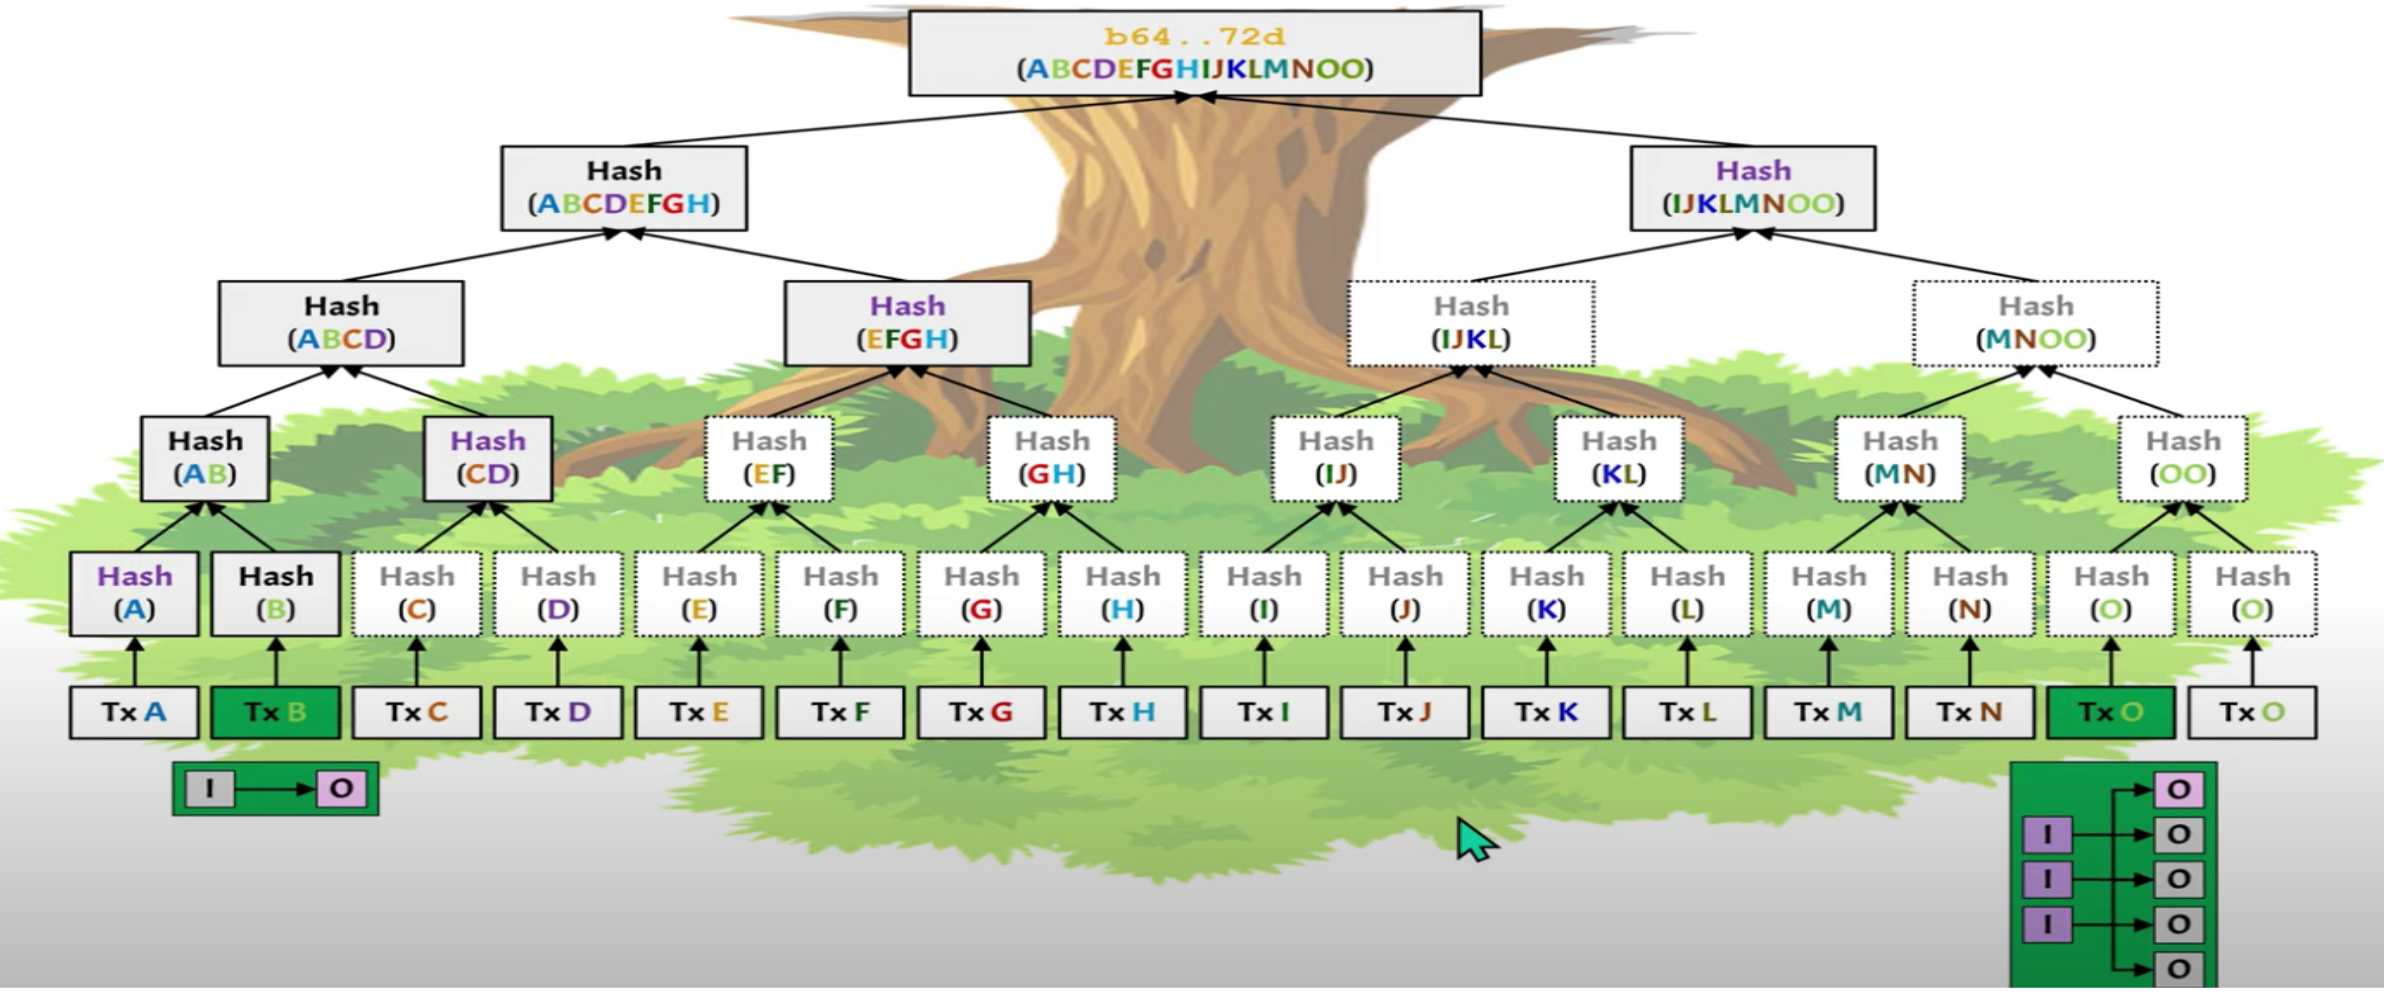 b64..72d
(ABCDEFGHIJKLMNOO)
Hash
(ABCDEFGH)
Hash
(IJKLMNOO)
Hash
(ABCD)
Hash
(EFGH)
Hash
(IJKL)
Hash
(MNOO)
Hash
(AB)
Hash
(CD)
Hash
(EF)
Hash
(GH)
Hash
(IJ)
Hash
(KL)
Hash
(MN)
Hash
(OO)
Hash
(A)
Hash
(B)
Hash
(C)
Hash
(D)
Hash
(E)
Hash
(F)
Hash
(G)
Hash
(H)
Hash
(I)
Hash
(J)
Hash
(K)
Hash
(L)
Hash
(M)
Hash
(N)
Hash
(O)
Hash
(O)
Tx A
Tx B
Tx C
Tx D
Tx E
Tx F
Tx G
Tx H
Tx I
Tx J
Tx K
Tx L
Tx M
Tx N
Tx O
Tx O
I
O
O
I
O
I
O
I
O
O